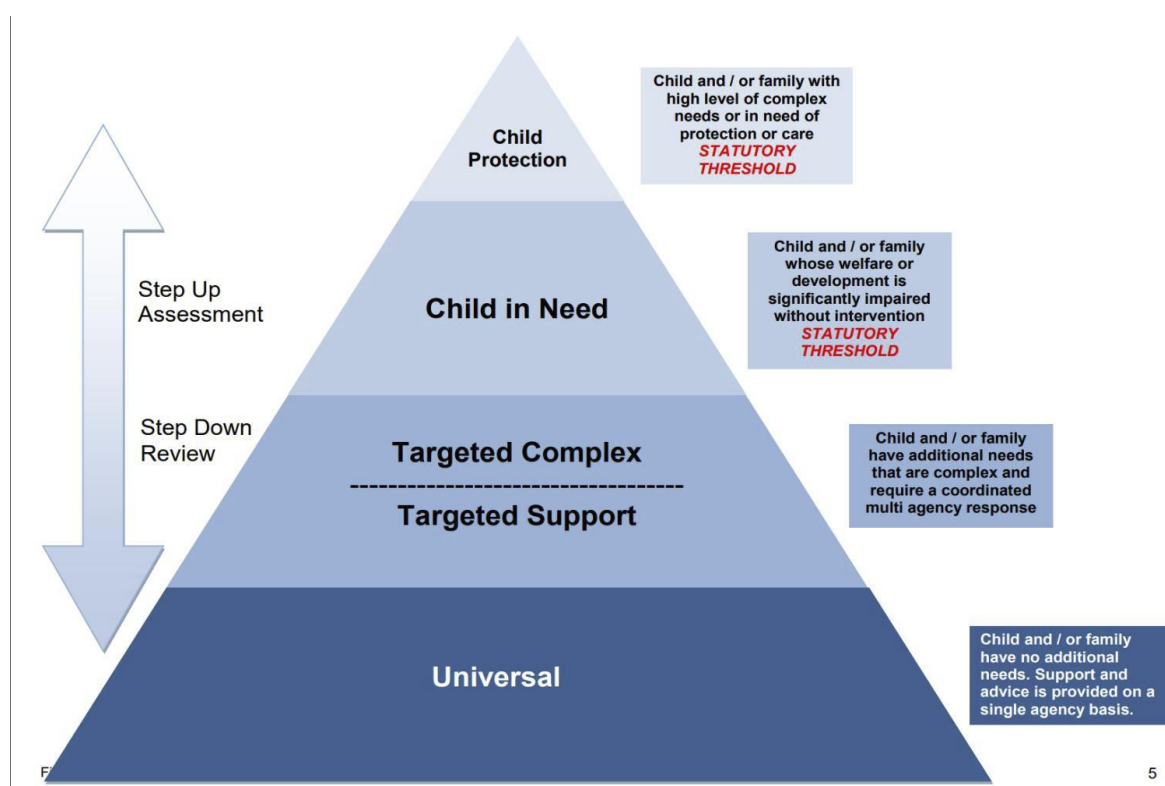 Child
Protection
Child and / or family with
high level of complex
needs or in need of
protection or care
STATUTORY
THRESHOLD
Step Up
Assessment
Child in Need
Child and / or family
whose welfare or
development is
significantly impaired
without intervention
STATUTORY
THRESHOLD
Step Down
Review
Targeted Complex
-----------------------------------
Targeted Support
Child and / or family
have additional needs
that are complex and
require a coordinated
multi agency response
Universal
Child and / or family
have no additional
needs. Support and
advice is provided on a
single agency basis.
5